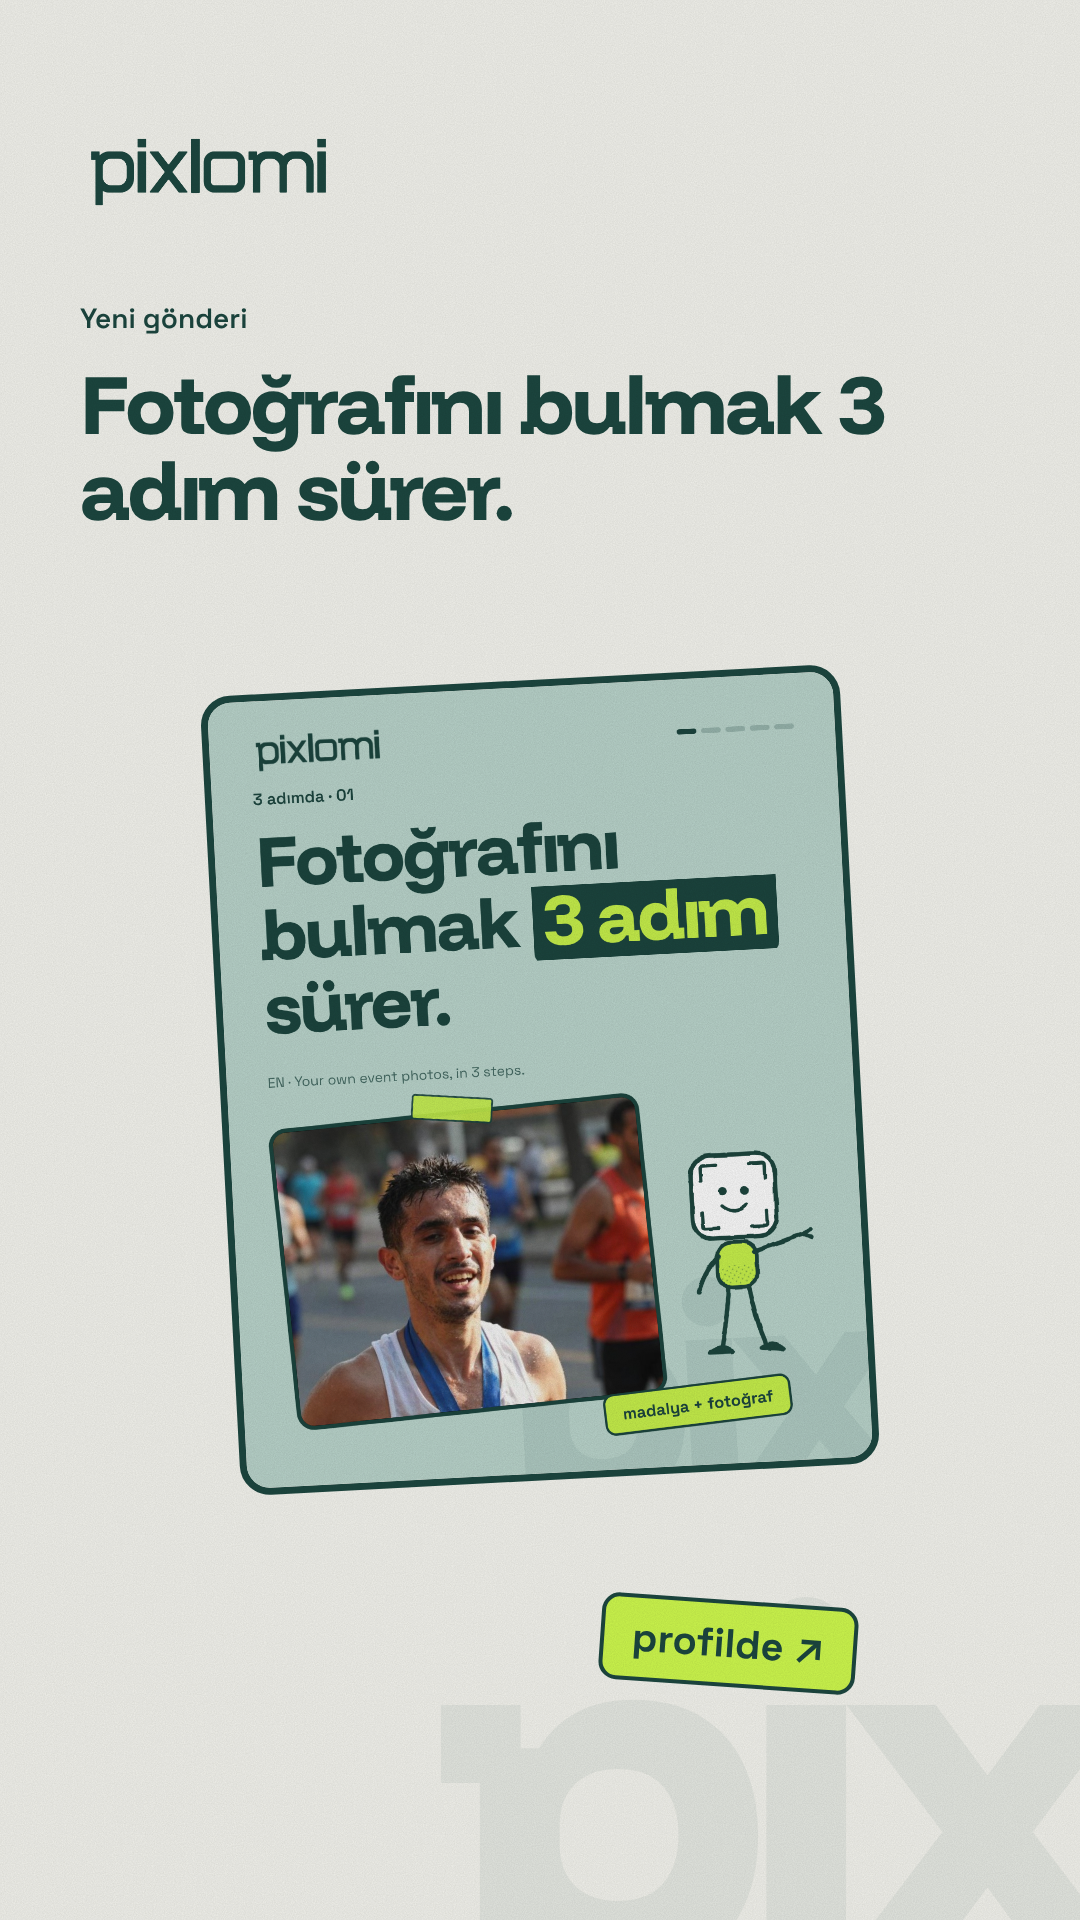 pixlomi
Yeni gönderi
Fotoğrafını bulmak 3
adım sürer.
pixlomi
3 adımda · 01
Fotoğrafını
bulmak 3 adım
sürer.
EN · Your own event photos, in 3 steps.
pix
madalya + fotoğraf
profilde ↗
pix